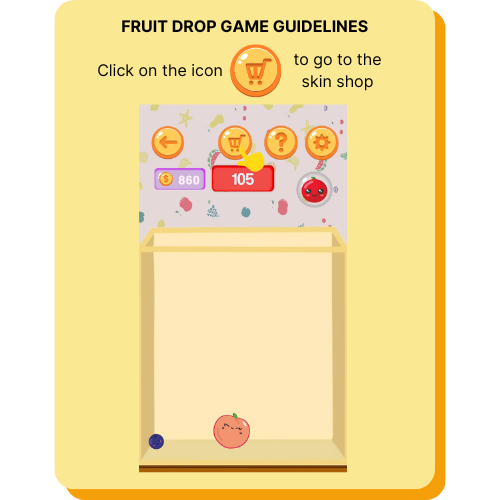 FRUIT DROP GAME GUIDELINES
Click on the icon
to go to the
skin shop
?
$ 860
105